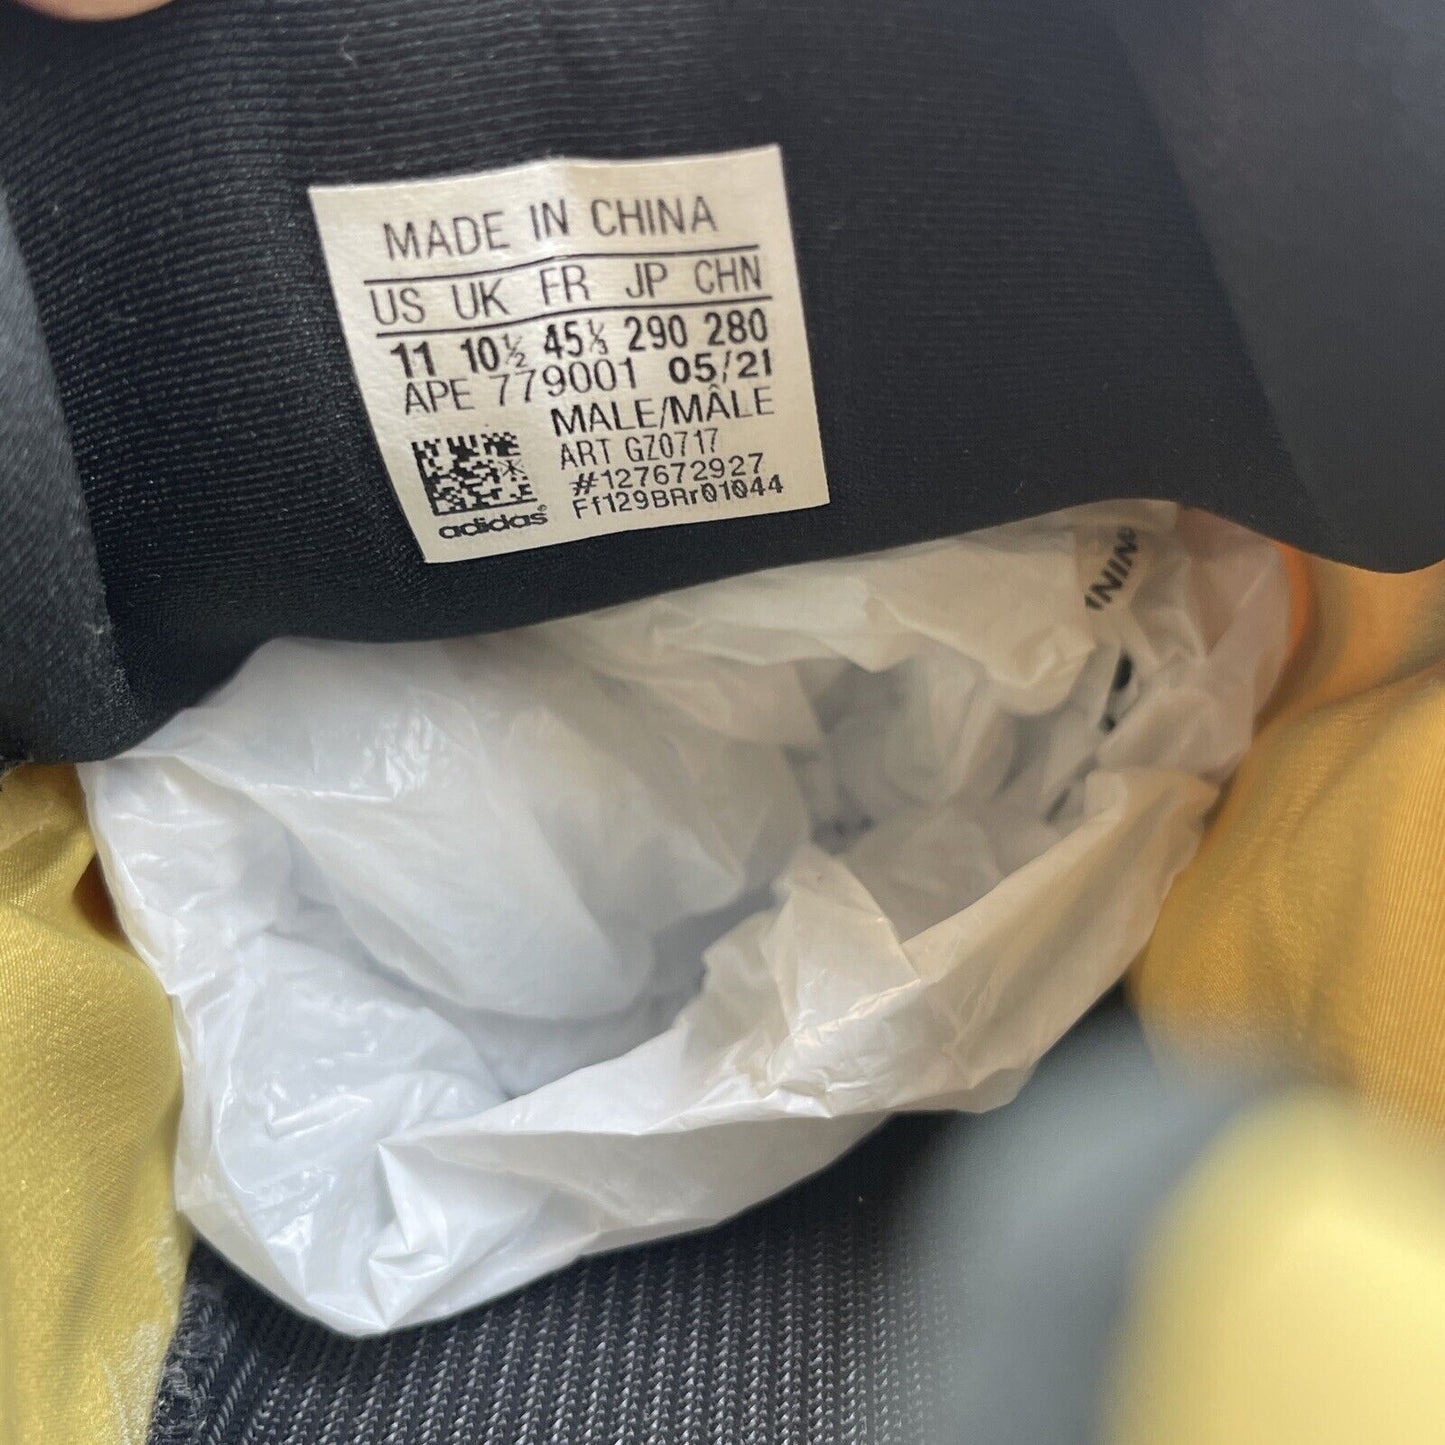 MADE IN CHINA
US UK FR JP CHN
11 10½ 45⅓ 290 280
APE 779001 05/21
MALE/MÂLE
ART GZ0717
#127672927
Ff129BRr01044
adidas®